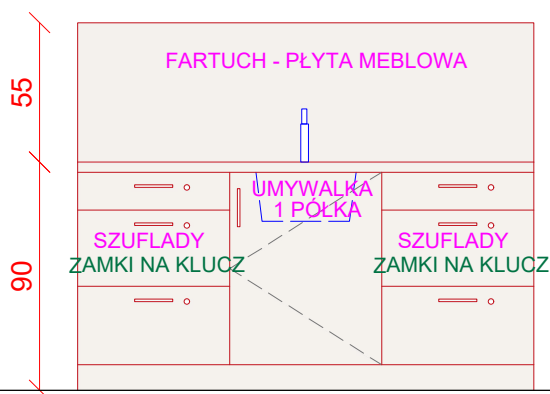 FARTUCH - PŁYTA MEBLOWA
55
UMYWALKA
1 PÓŁKA
SZUFLADY
ZAMKI NA KLUCZ
SZUFLADY
ZAMKI NA KLUCZ
90